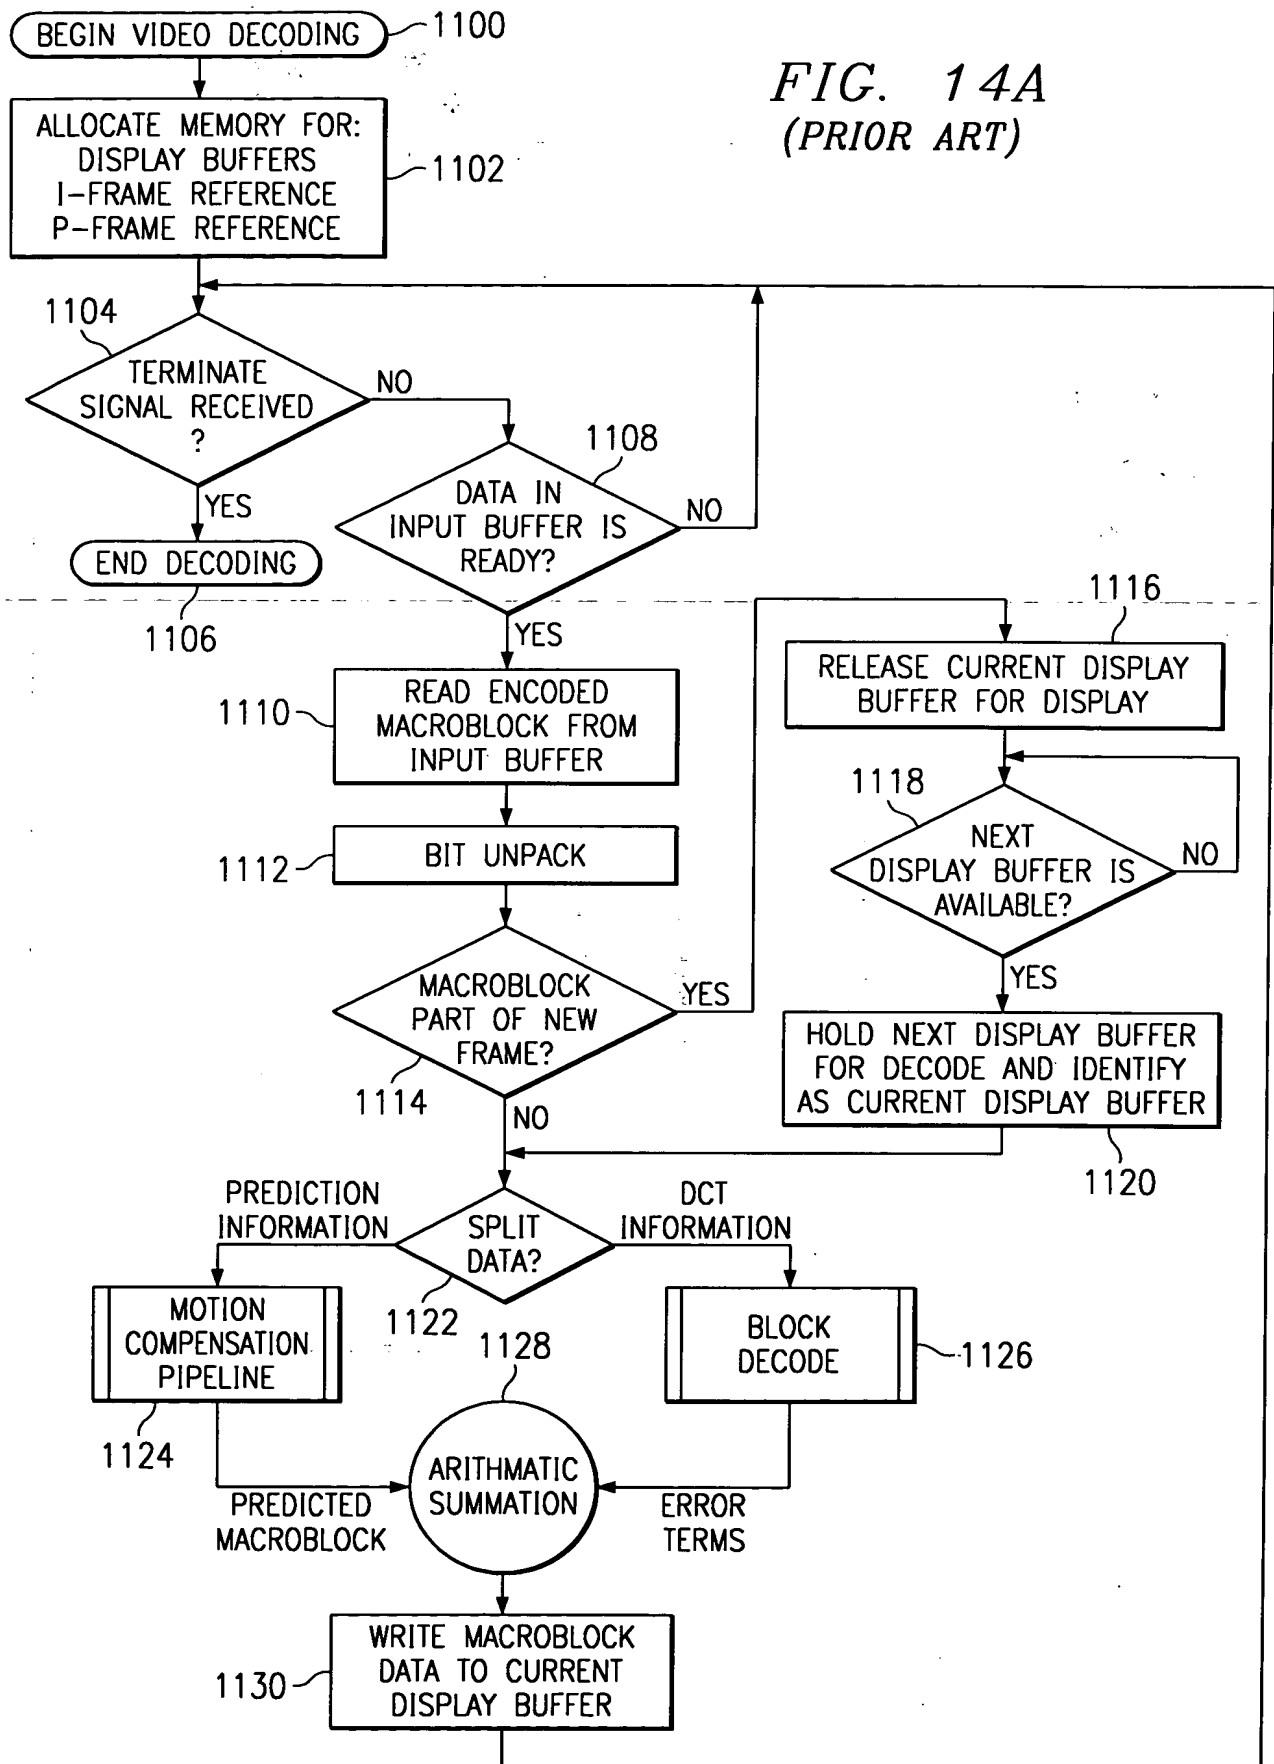 BEGIN VIDEO DECODING
1100
FIG. 14A
(PRIOR ART)
ALLOCATE MEMORY FOR:
DISPLAY BUFFERS
I-FRAME REFERENCE
P-FRAME REFERENCE
1102
1104
TERMINATE
SIGNAL RECEIVED
?
NO
YES
END DECODING
1106
1108
DATA IN
INPUT BUFFER IS
READY?
NO
YES
1110
READ ENCODED
MACROBLOCK FROM
INPUT BUFFER
1112
BIT UNPACK
MACROBLOCK
PART OF NEW
FRAME?
1114
YES
NO
1116
RELEASE CURRENT DISPLAY
BUFFER FOR DISPLAY
1118
NEXT
DISPLAY BUFFER IS
AVAILABLE?
NO
YES
HOLD NEXT DISPLAY BUFFER
FOR DECODE AND IDENTIFY
AS CURRENT DISPLAY BUFFER
1120
PREDICTION
INFORMATION
SPLIT
DATA?
1122
DCT
INFORMATION
MOTION
COMPENSATION
PIPELINE
1124
BLOCK
DECODE
1126
1128
ARITHMATIC
SUMMATION
PREDICTED
MACROBLOCK
ERROR
TERMS
1130
WRITE MACROBLOCK
DATA TO CURRENT
DISPLAY BUFFER